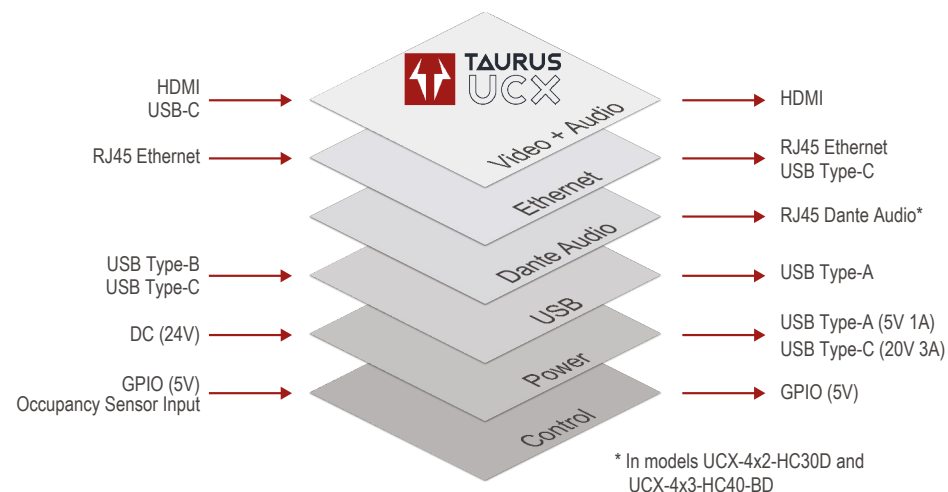 TAURUS
UCX
HDMI
USB-C
HDMI
Video + Audio
RJ45 Ethernet
RJ45 Ethernet
USB Type-C
Ethernet
RJ45 Dante Audio*
Dante Audio
USB Type-B
USB Type-C
USB Type-A
USB
DC (24V)
USB Type-A (5V 1A)
USB Type-C (20V 3A)
Power
GPIO (5V)
Occupancy Sensor Input
GPIO (5V)
Control
* In models UCX-4x2-HC30D and
UCX-4x3-HC40-BD